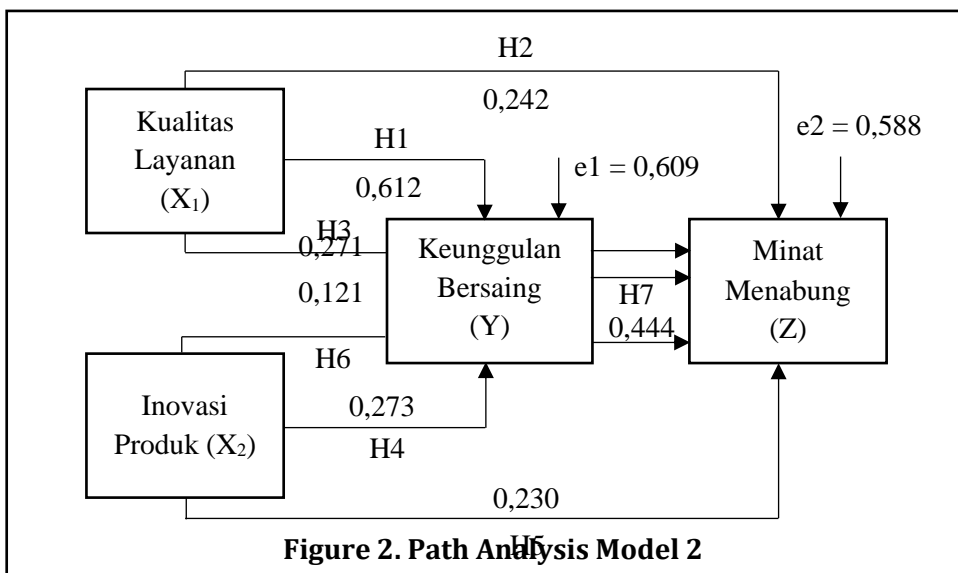 H2
0,242
Kualitas
Layanan
(X₁)
H1
0,612
e1 = 0,609
e2 = 0,588
H3
0,271
0,121
Keunggulan
Bersaing
(Y)
H7
0,444
Minat
Menabung
(Z)
H6
Inovasi
Produk (X₂)
0,273
H4
0,230
H5
Figure 2. Path Analysis Model 2